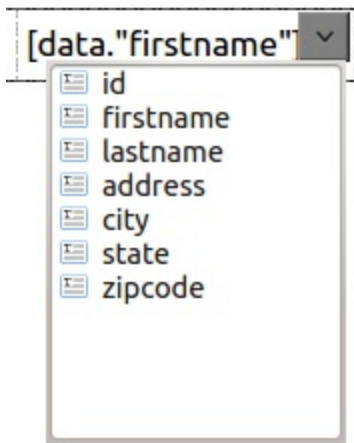 [data."firstname"]
id
firstname
lastname
address
city
state
zipcode